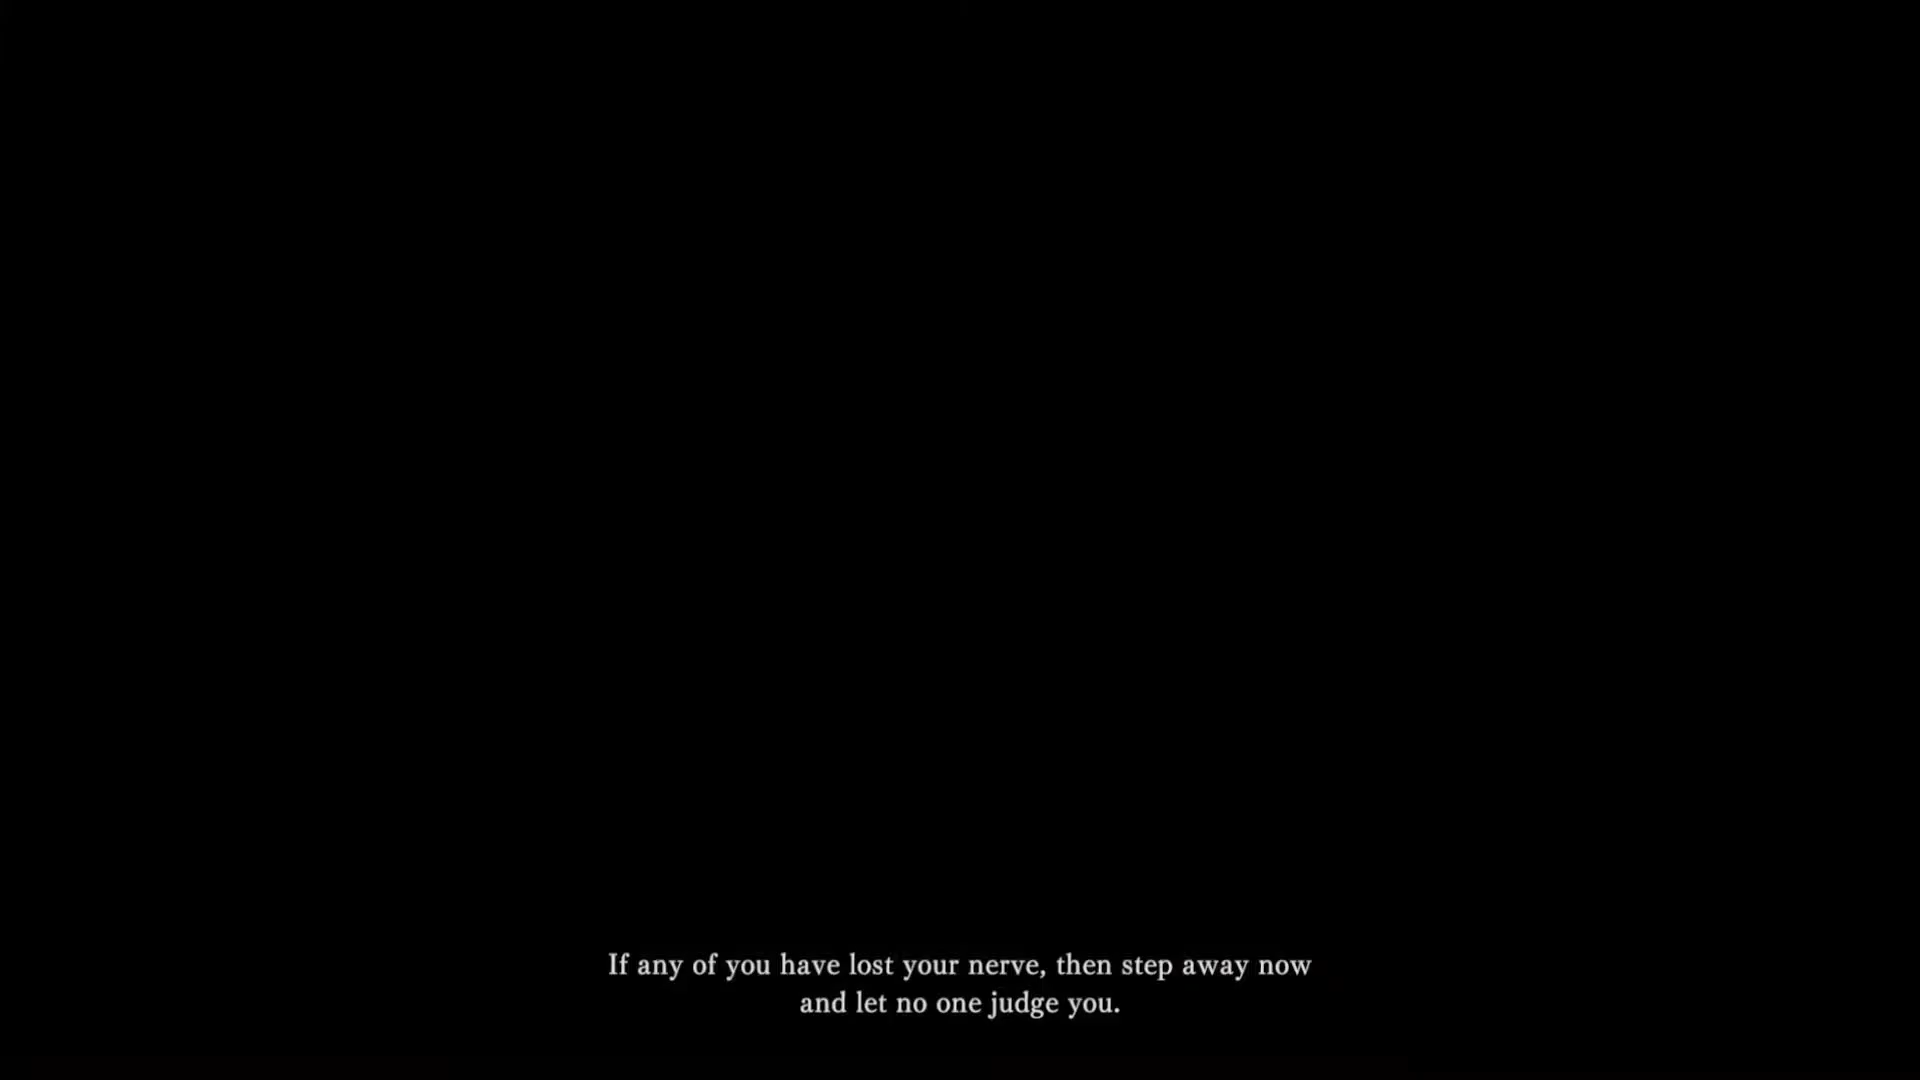 If any of you have lost your nerve, then step away now
and let no one judge you.